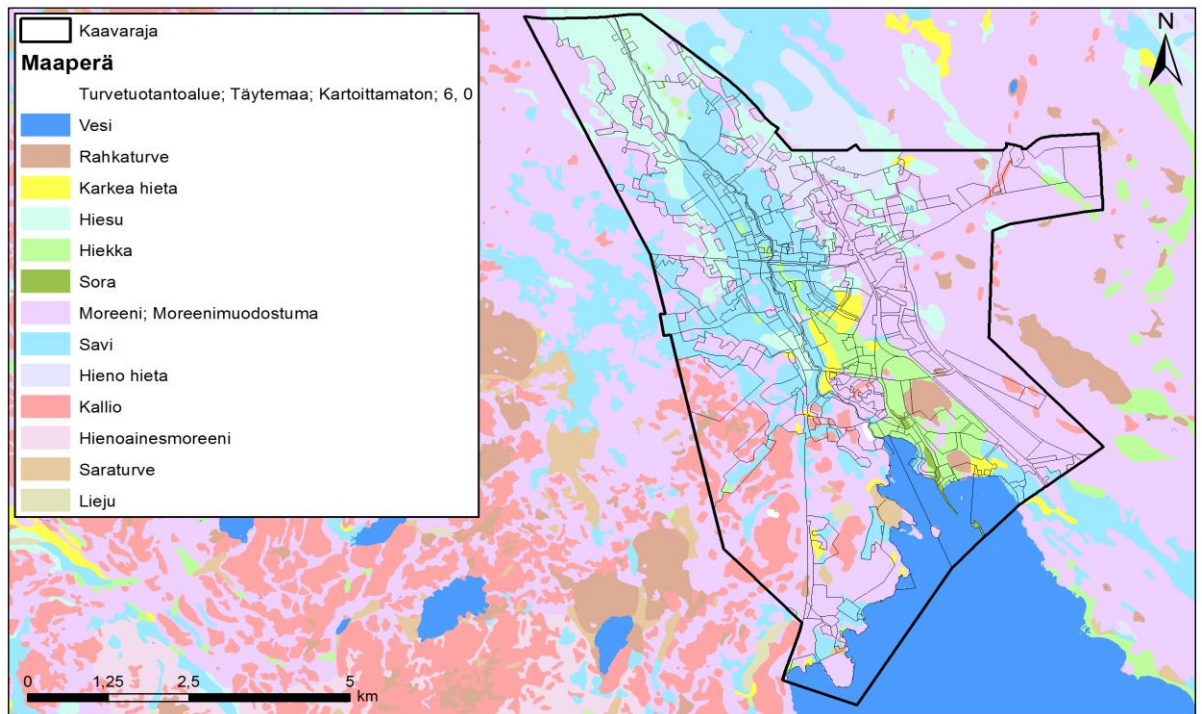 Kaavaraja
Maaperä
Turvetuotantoalue; Täytemaa; Kartoittamaton; 6, 0
Vesi
Rahkaturve
Karkea hieta
Hiesu
Hiekka
Sora
Moreeni; Moreenimuodostuma
Savi
Hieno hieta
Kallio
Hienoainesmoreeni
Saraturve
Lieju
N
0 1,25 2,5 5
km